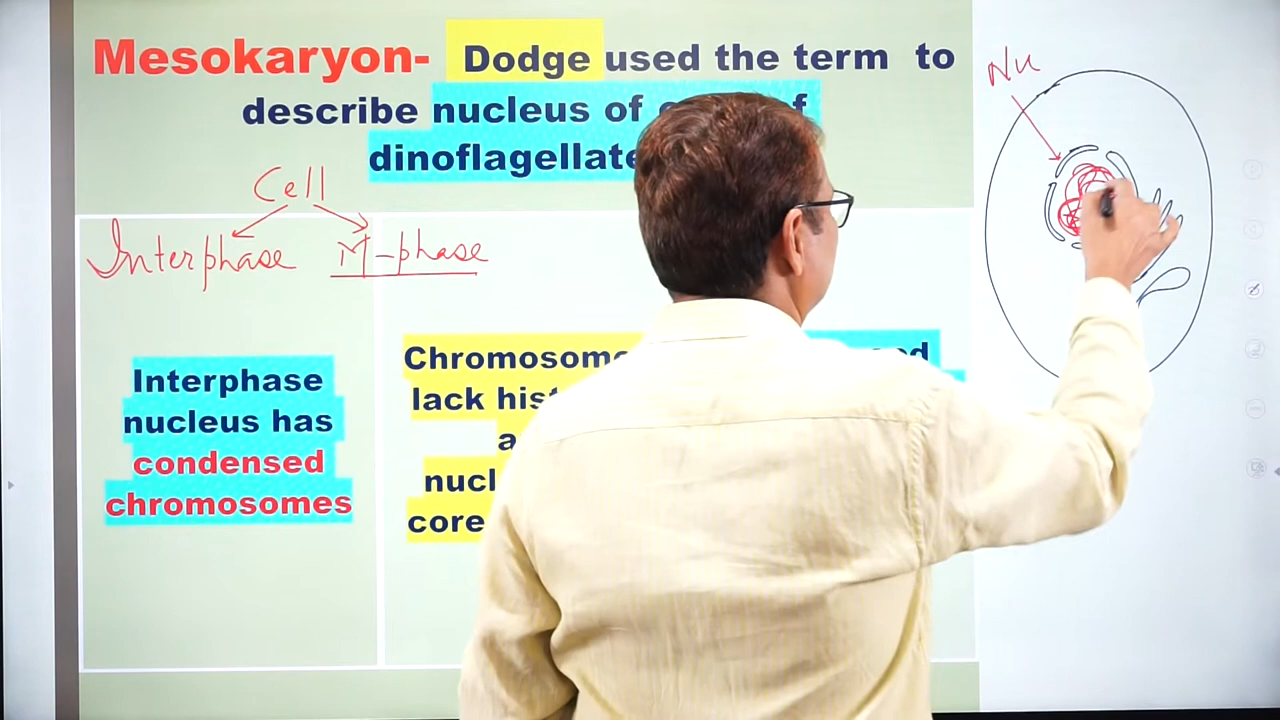 Mesokaryon- Dodge used the term to
describe nucleus of
dinoflagellate
Cell
Interphase M-phase
Interphase
nucleus has
condensed
chromosomes
Chromosome
lack
nucl
core
Nu